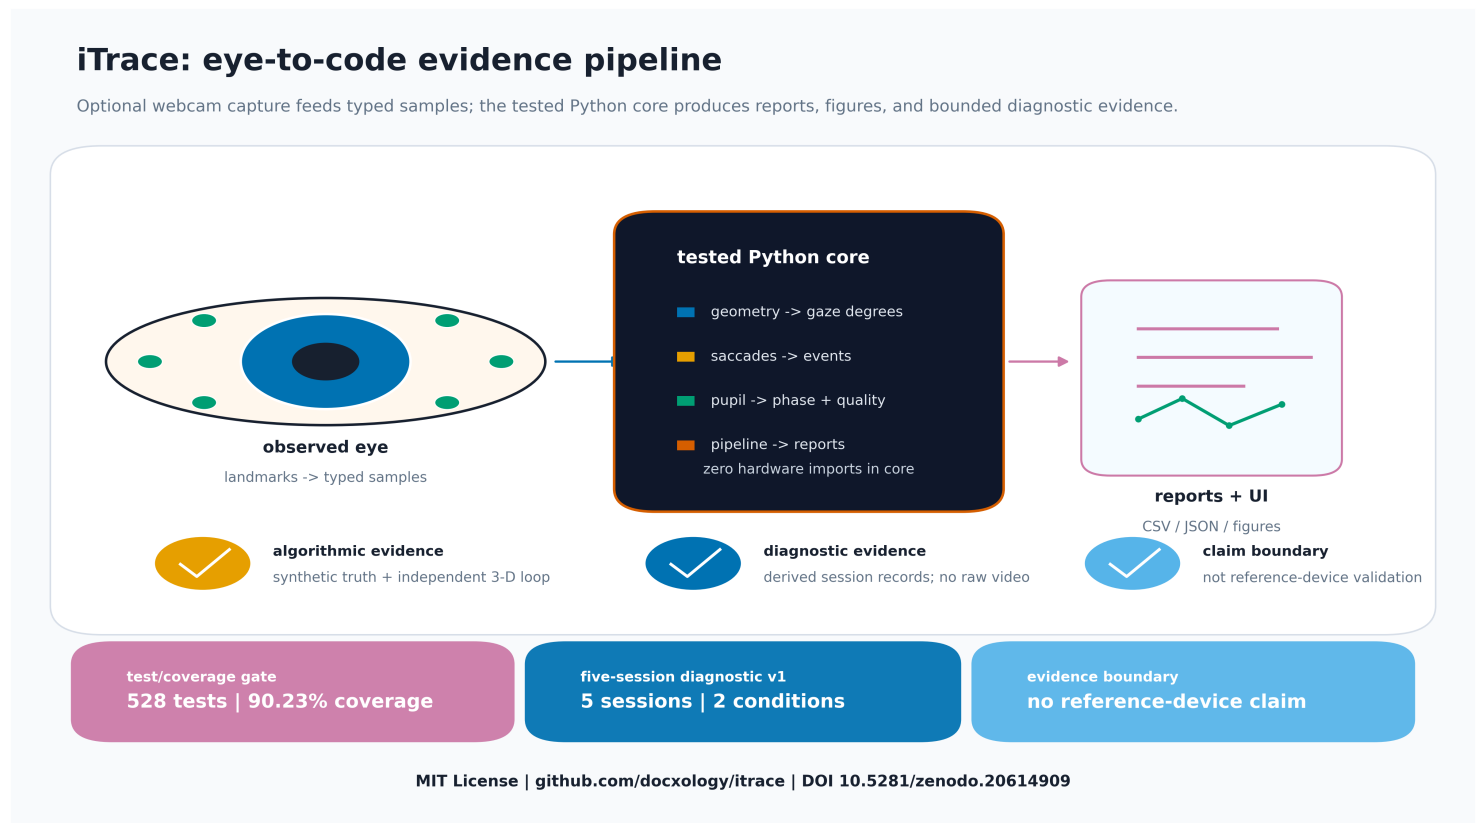 iTrace: eye-to-code evidence pipeline
Optional webcam capture feeds typed samples; the tested Python core produces reports, figures, and bounded diagnostic evidence.
tested Python core
geometry -> gaze degrees
saccades -> events
pupil -> phase + quality
pipeline -> reports
zero hardware imports in core
observed eye
landmarks -> typed samples
reports + UI
CSV / JSON / figures
algorithmic evidence
synthetic truth + independent 3-D loop
diagnostic evidence
derived session records; no raw video
claim boundary
not reference-device validation
test/coverage gate
528 tests | 90.23% coverage
five-session diagnostic v1
5 sessions | 2 conditions
evidence boundary
no reference-device claim
MIT License | github.com/docxology/itrace | DOI 10.5281/zenodo.20614909